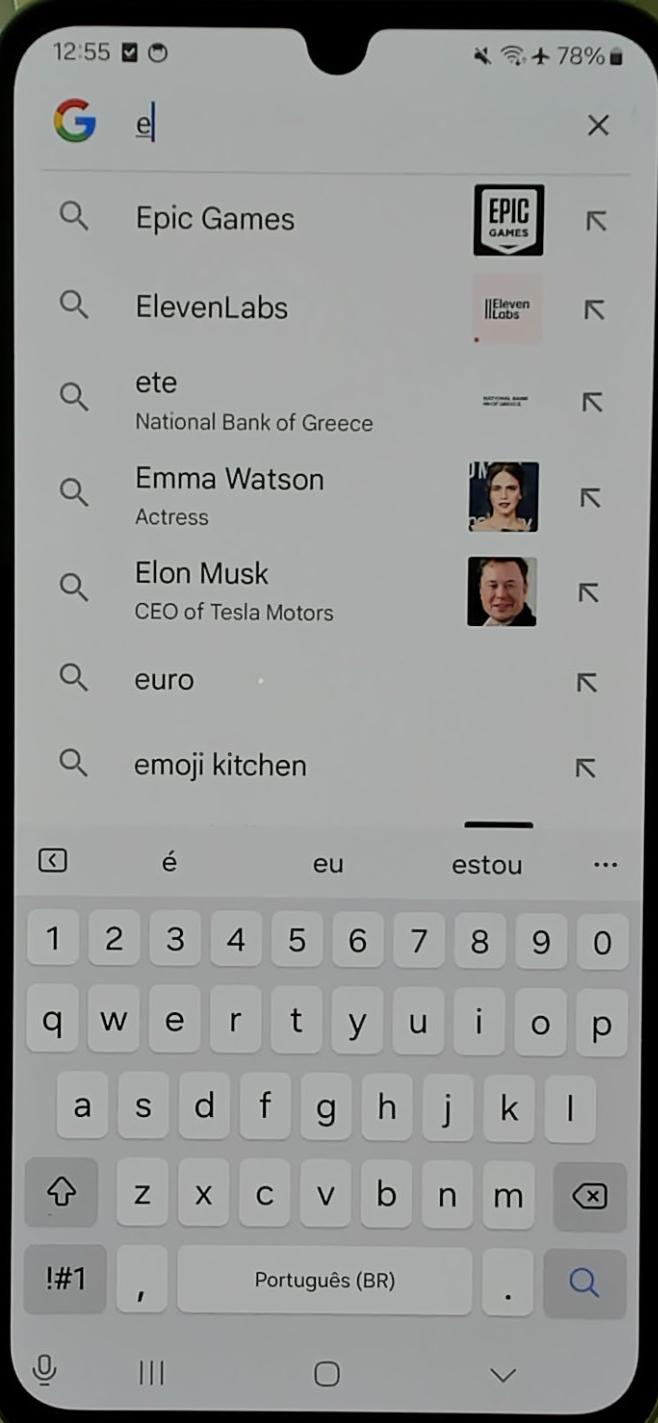 12:55 78%
e
Epic Games
EPIC
GAMES
ElevenLabs
||Eleven
Labs
ete
National Bank of Greece
NATIONAL BANK
OF GREECE
Emma Watson
Actress
Elon Musk
CEO of Tesla Motors
euro
emoji kitchen
é eu estou ...
1 2 3 4 5 6 7 8 9 0
q w e r t y u i o p
a s d f g h j k l
z x c v b n m
!#1 , Português (BR) .